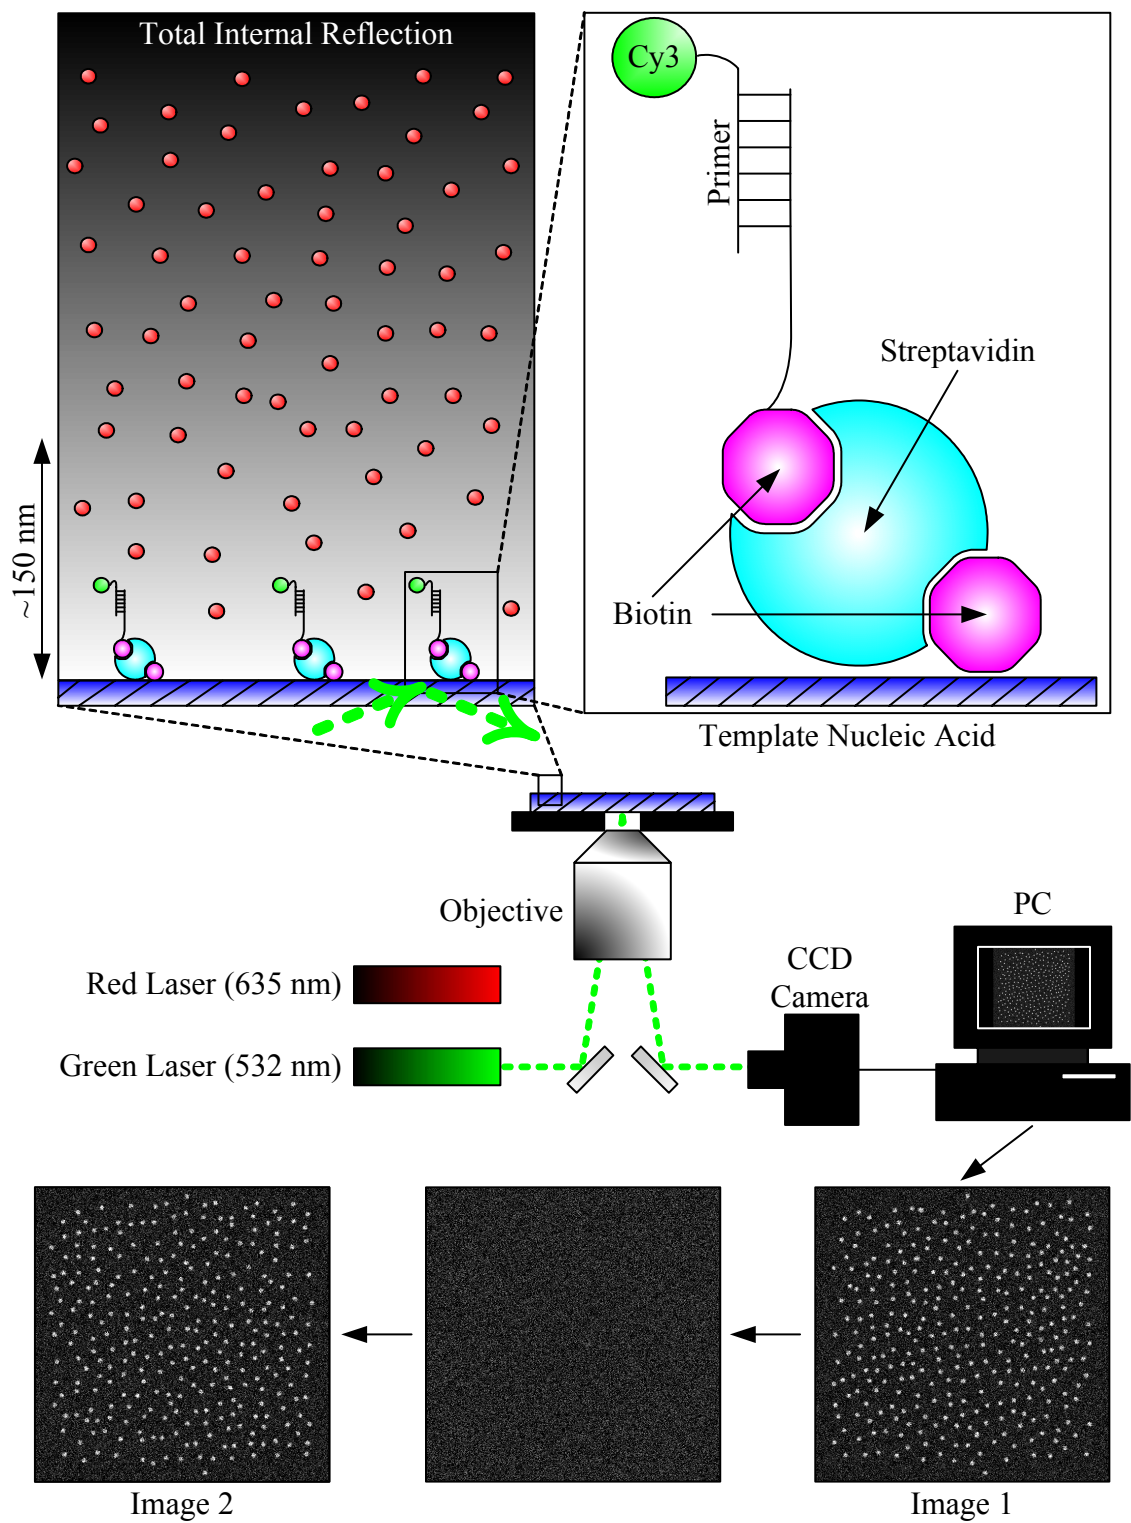 Total Internal Reflection
Cy3
Primer
Streptavidin
~150 nm
Biotin
Template Nucleic Acid
Objective
PC
CCD
Camera
Red Laser (635 nm)
Green Laser (532 nm)
Image 2
Image 1